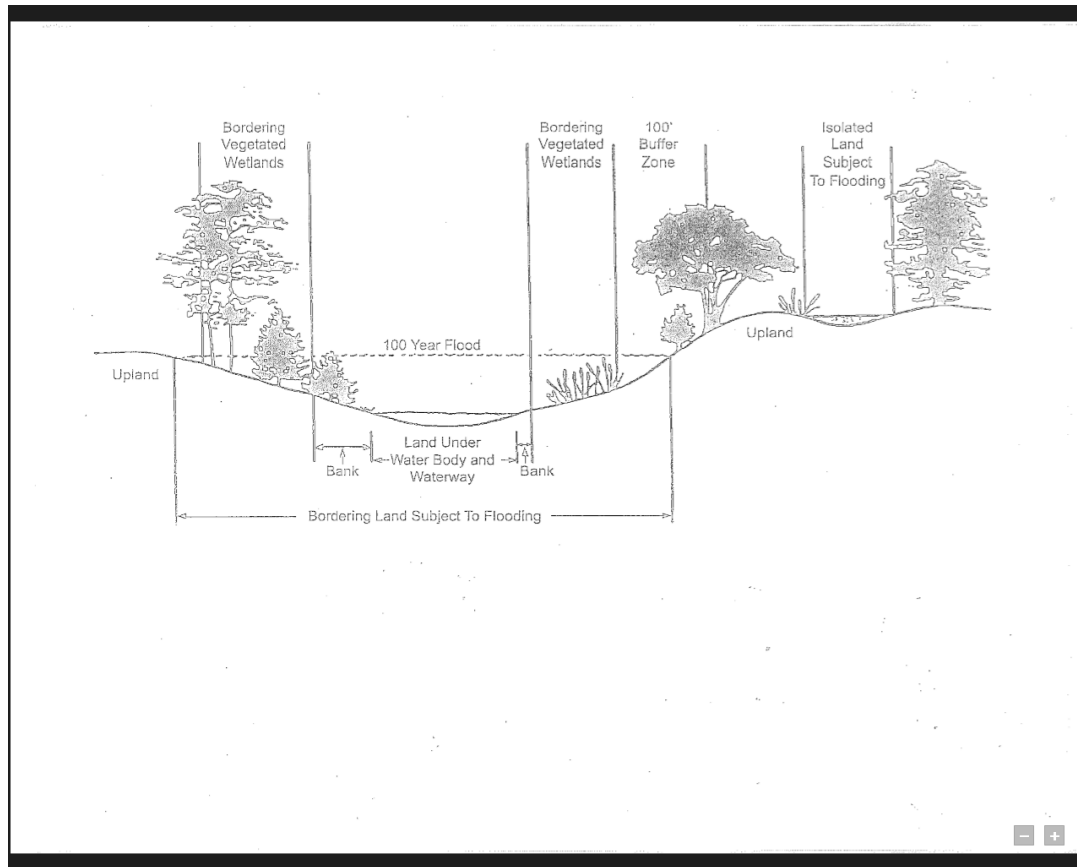 Bordering
Vegetated
Wetlands
Bordering
Vegetated
Wetlands
100'
Buffer
Zone
Isolated
Land
Subject
To Flooding
100 Year Flood
Upland
Upland
Bank
Land Under
Water Body and
Waterway
Bank
Bordering Land Subject To Flooding